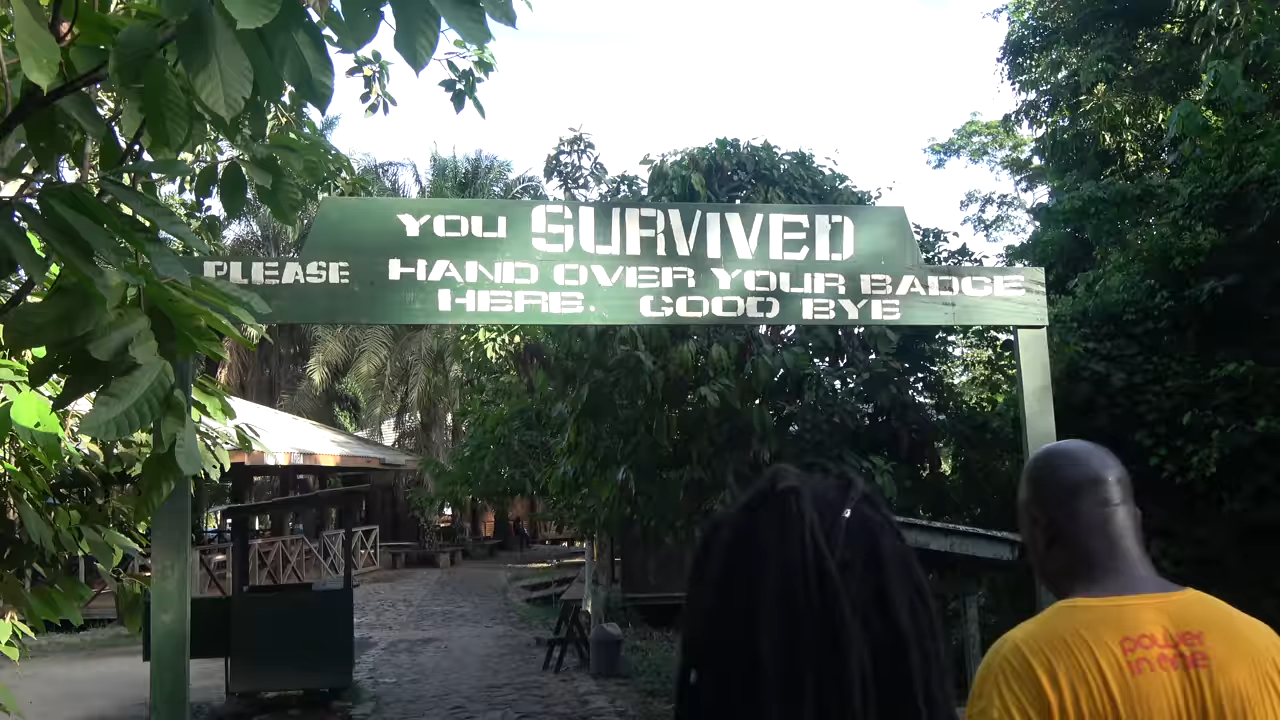 YOU SURVIVED
PLEASE HAND OVER YOUR BADGE
HERE. GOOD BYE
power
in one